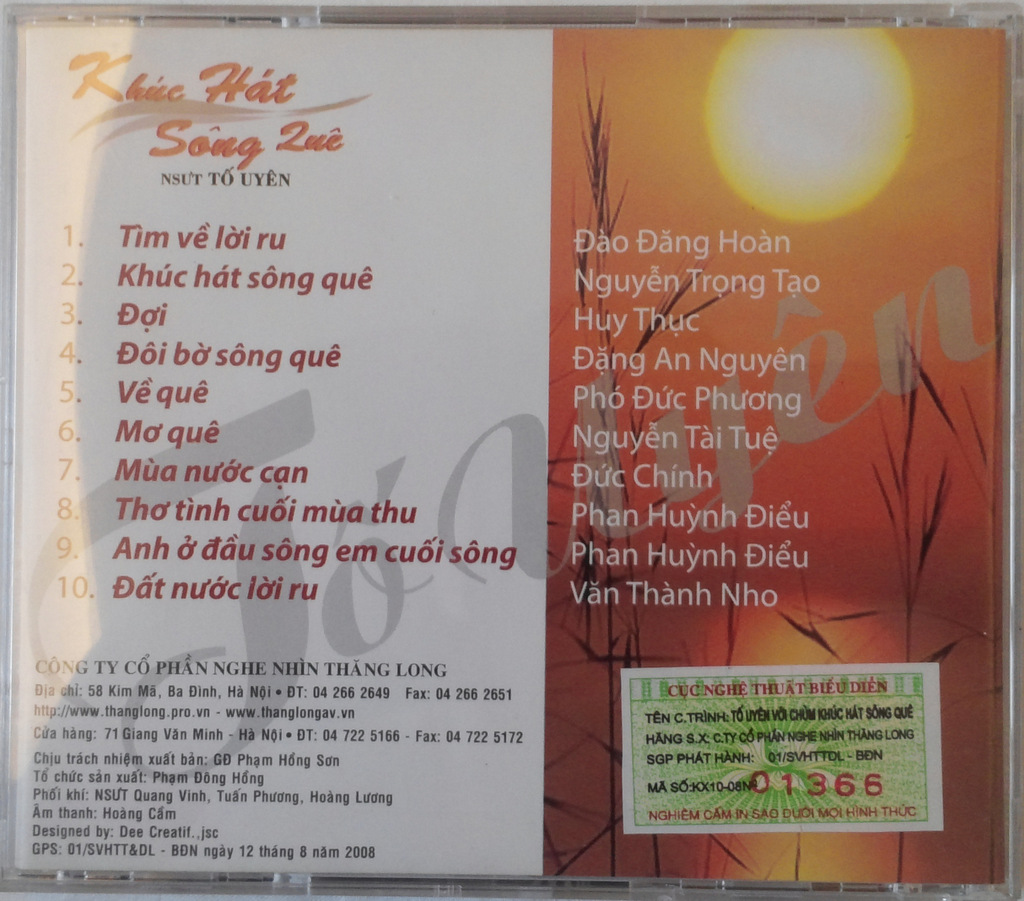 Khúc Hát
Sông Quê
NSƯT TỐ UYÊN
1. Tìm về lời ru Đào Đăng Hoàn
2. Khúc hát sông quê Nguyễn Trọng Tạo
3. Đợi Huy Thục
4. Đôi bờ sông quê Đặng An Nguyên
5. Về quê Phó Đức Phương
6. Mơ quê Nguyễn Tài Tuệ
7. Mùa nước cạn Đức Chính
8. Thơ tình cuối mùa thu Phan Huỳnh Điểu
9. Anh ở đầu sông em cuối sông Phan Huỳnh Điểu
10. Đất nước lời ru Văn Thành Nho
Tố Uyên
CÔNG TY CỔ PHẦN NGHE NHÌN THĂNG LONG
Địa chỉ: 58 Kim Mã, Ba Đình, Hà Nội • ĐT: 04 266 2649 Fax: 04 266 2651
http://www.thanglong.pro.vn - www.thanglongav.vn
Cửa hàng: 71 Giang Văn Minh - Hà Nội • ĐT: 04 722 5166 - Fax: 04 722 5172
Chịu trách nhiệm xuất bản: GĐ Phạm Hồng Sơn
Tổ chức sản xuất: Phạm Đông Hồng
Phối khí: NSƯT Quang Vinh, Tuấn Phương, Hoàng Lương
Âm thanh: Hoàng Cầm
Designed by: Dee Creatif.,jsc
GPS: 01/SVHTT&DL - BĐN ngày 12 tháng 8 năm 2008
CỤC NGHỆ THUẬT BIỂU DIỄN
TÊN C.TRÌNH: TỐ UYÊN VỚI CHÙM KHÚC HÁT SÔNG QUÊ
HÃNG S.X: C.TY CỔ PHẦN NGHE NHÌN THĂNG LONG
SGP PHÁT HÀNH: 01/SVHTTDL - BĐN
MÃ SỐ:KX10-08Nº 01366
NGHIÊM CẤM IN SAO DƯỚI MỌI HÌNH THỨC